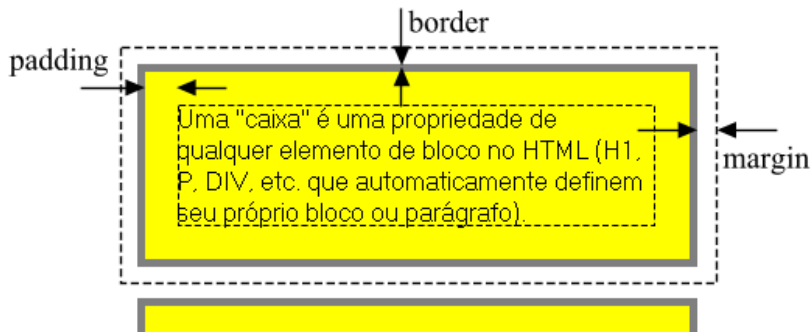 border
padding
Uma "caixa" é uma propriedade de
qualquer elemento de bloco no HTML (H1,
P, DIV, etc. que automaticamente definem
seu próprio bloco ou parágrafo).
margin